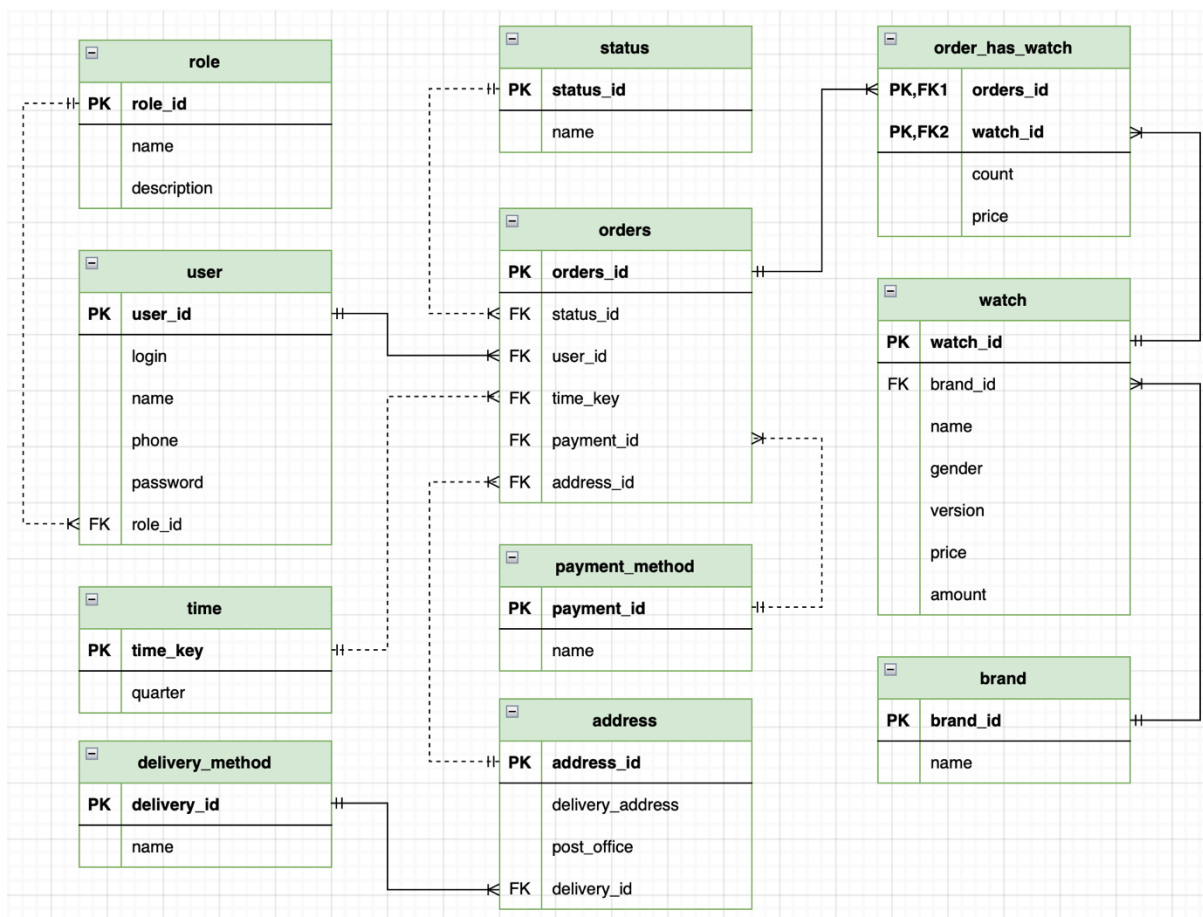 role
PK role_id
name
description
user
PK user_id
login
name
phone
password
FK role_id
time
PK time_key
quarter
delivery_method
PK delivery_id
name
status
PK status_id
name
orders
PK orders_id
FK status_id
FK user_id
FK time_key
FK payment_id
FK address_id
payment_method
PK payment_id
name
address
PK address_id
delivery_address
post_office
FK delivery_id
order_has_watch
PK,FK1 orders_id
PK,FK2 watch_id
count
price
watch
PK watch_id
FK brand_id
name
gender
version
price
amount
brand
PK brand_id
name